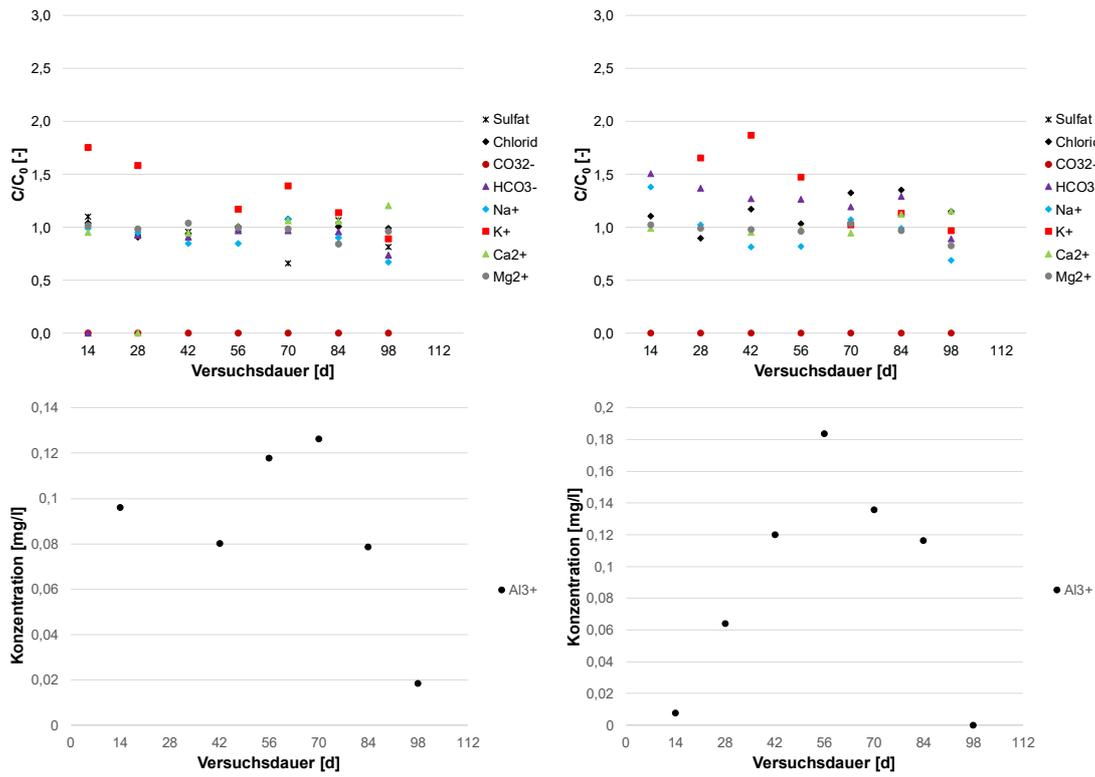 3,0
2,5
2,0
1,5
1,0
0,5
0,0
14 28 42 56 70 84 98 112
C/C0 [-]
Versuchsdauer [d]
Sulfat
Chlorid
CO32-
HCO3-
Na+
K+
Ca2+
Mg2+
3,0
2,5
2,0
1,5
1,0
0,5
0,0
14 28 42 56 70 84 98 112
C/C0 [-]
Versuchsdauer [d]
Sulfat
Chlori
CO32-
HCO3
Na+
K+
Ca2+
Mg2+
0,14
0,12
0,1
0,08
0,06
0,04
0,02
0
0 14 28 42 56 70 84 98 112
Konzentration [mg/l]
Versuchsdauer [d]
Al3+
0,2
0,18
0,16
0,14
0,12
0,1
0,08
0,06
0,04
0,02
0
0 14 28 42 56 70 84 98 112
Konzentration [mg/l]
Versuchsdauer [d]
Al3+